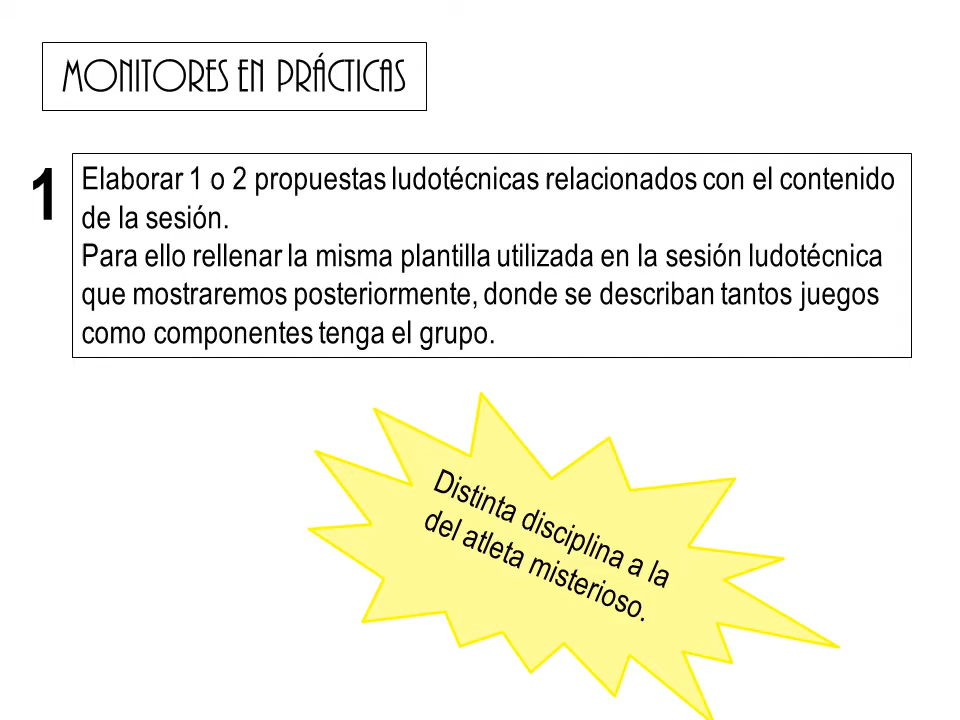 MONITORES EN PRÁCTICAS
1
Elaborar 1 o 2 propuestas ludotécnicas relacionados con el contenido
de la sesión.
Para ello rellenar la misma plantilla utilizada en la sesión ludotécnica
que mostraremos posteriormente, donde se describan tantos juegos
como componentes tenga el grupo.
Distinta disciplina a la
del atleta misterioso.